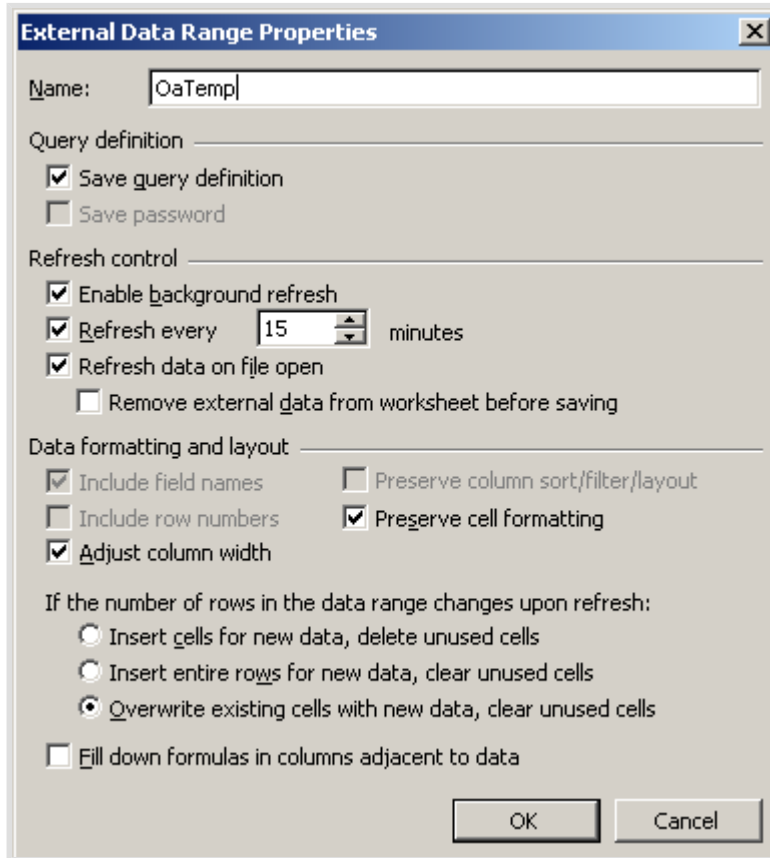 External Data Range Properties
Name: OaTemp
Query definition
Save query definition
Save password
Refresh control
Enable background refresh
Refresh every 15 minutes
Refresh data on file open
Remove external data from worksheet before saving
Data formatting and layout
Include field names Preserve column sort/filter/layout
Include row numbers Preserve cell formatting
Adjust column width
If the number of rows in the data range changes upon refresh:
Insert cells for new data, delete unused cells
Insert entire rows for new data, clear unused cells
Overwrite existing cells with new data, clear unused cells
Fill down formulas in columns adjacent to data
OK Cancel